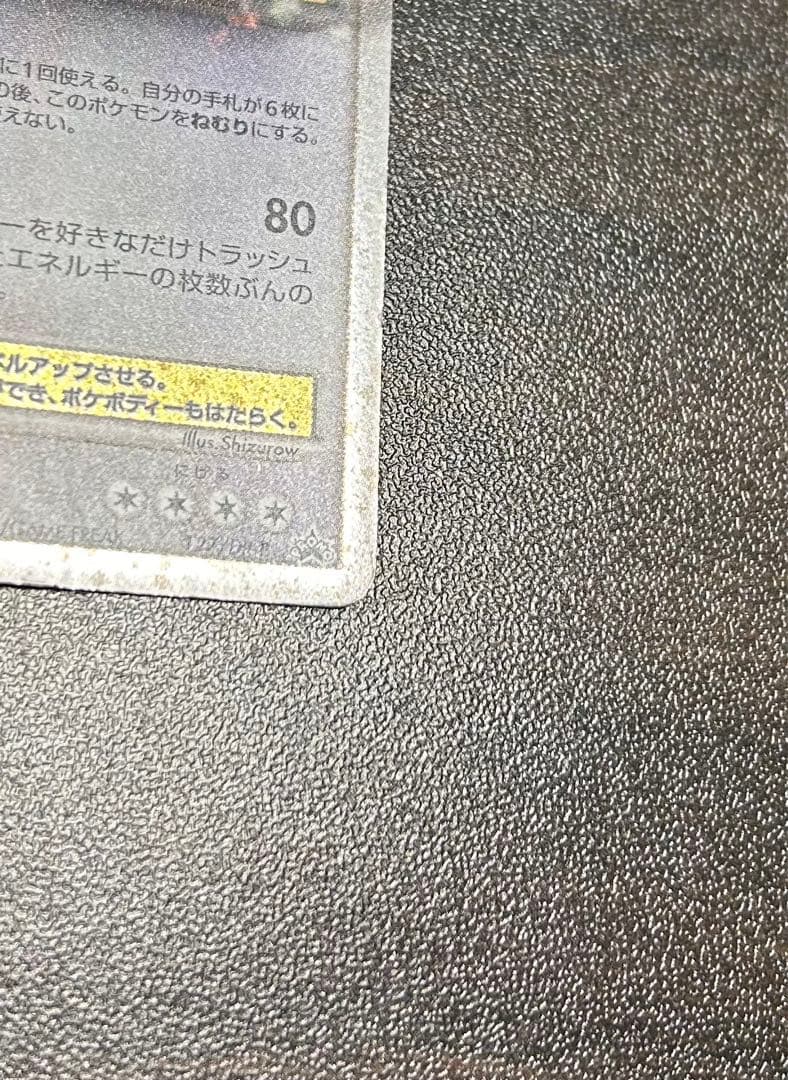 に1回使える。自分の手札が6枚に
の後、このポケモンをねむりにする。
えない。
80
ーを好きなだけトラッシュ
エネルギーの枚数ぶんの
ルアップさせる。
でき、ポケボディーもはたらく。
Illus. Shizurow
にげる
/GAME FREAK